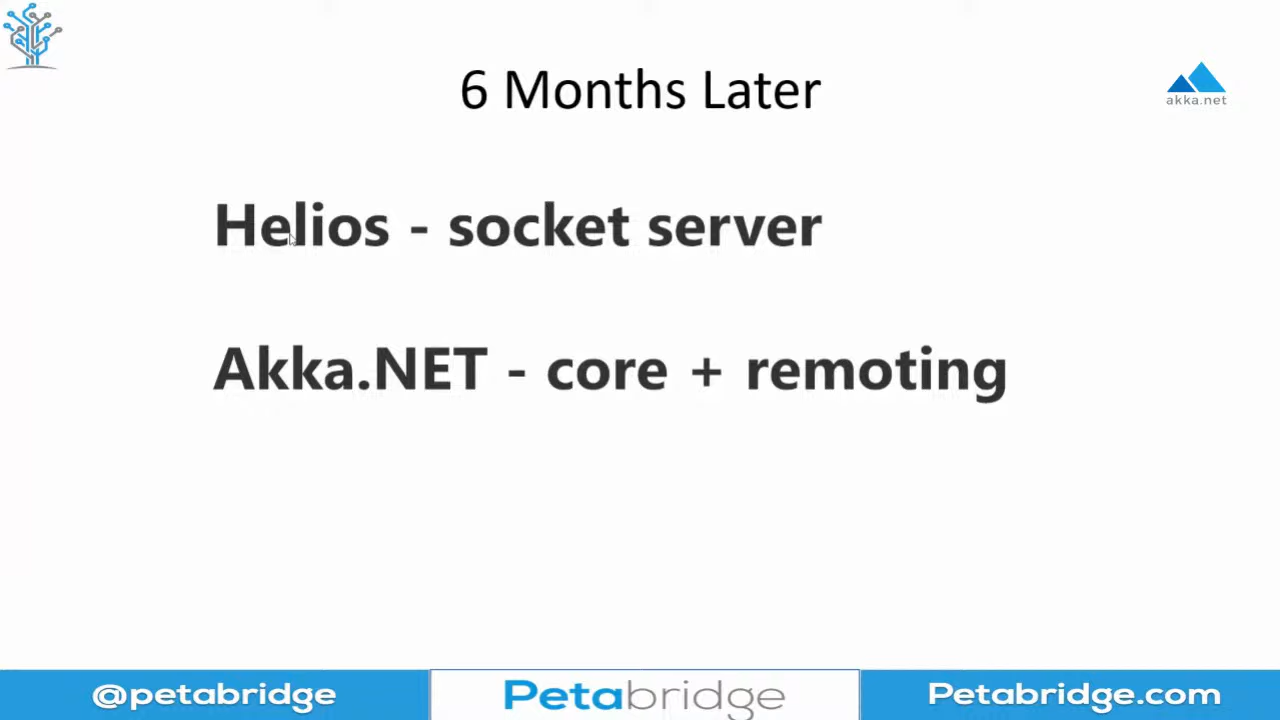 6 Months Later
akka.net
Helios - socket server
Akka.NET - core + remoting
@petabridge
Petabridge
Petabridge.com